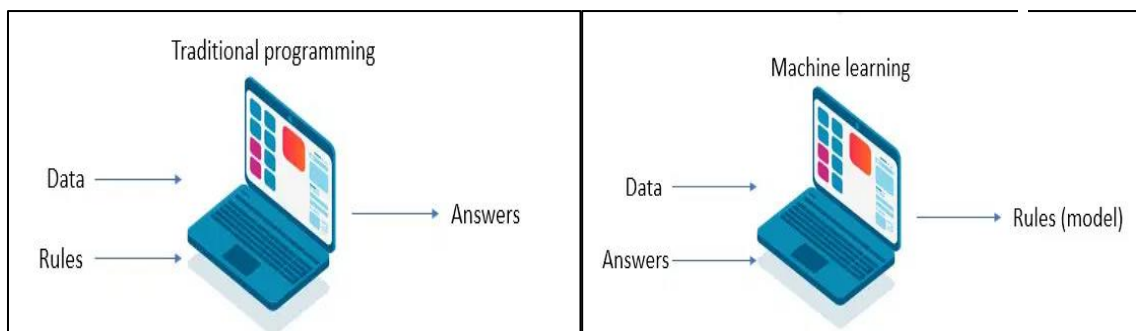 Traditional programming
Data
Rules
Answers
Machine learning
Data
Answers
Rules (model)